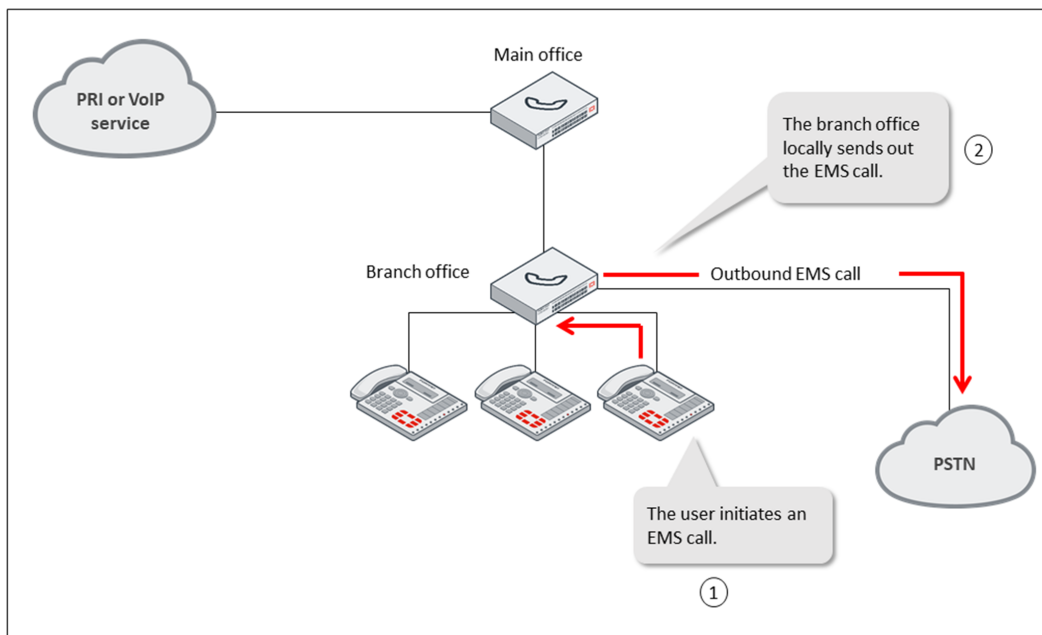 Main office
PRI or VoIP
service
The branch office
locally sends out
the EMS call.
2
Branch office
Outbound EMS call
PSTN
The user initiates an
EMS call.
1